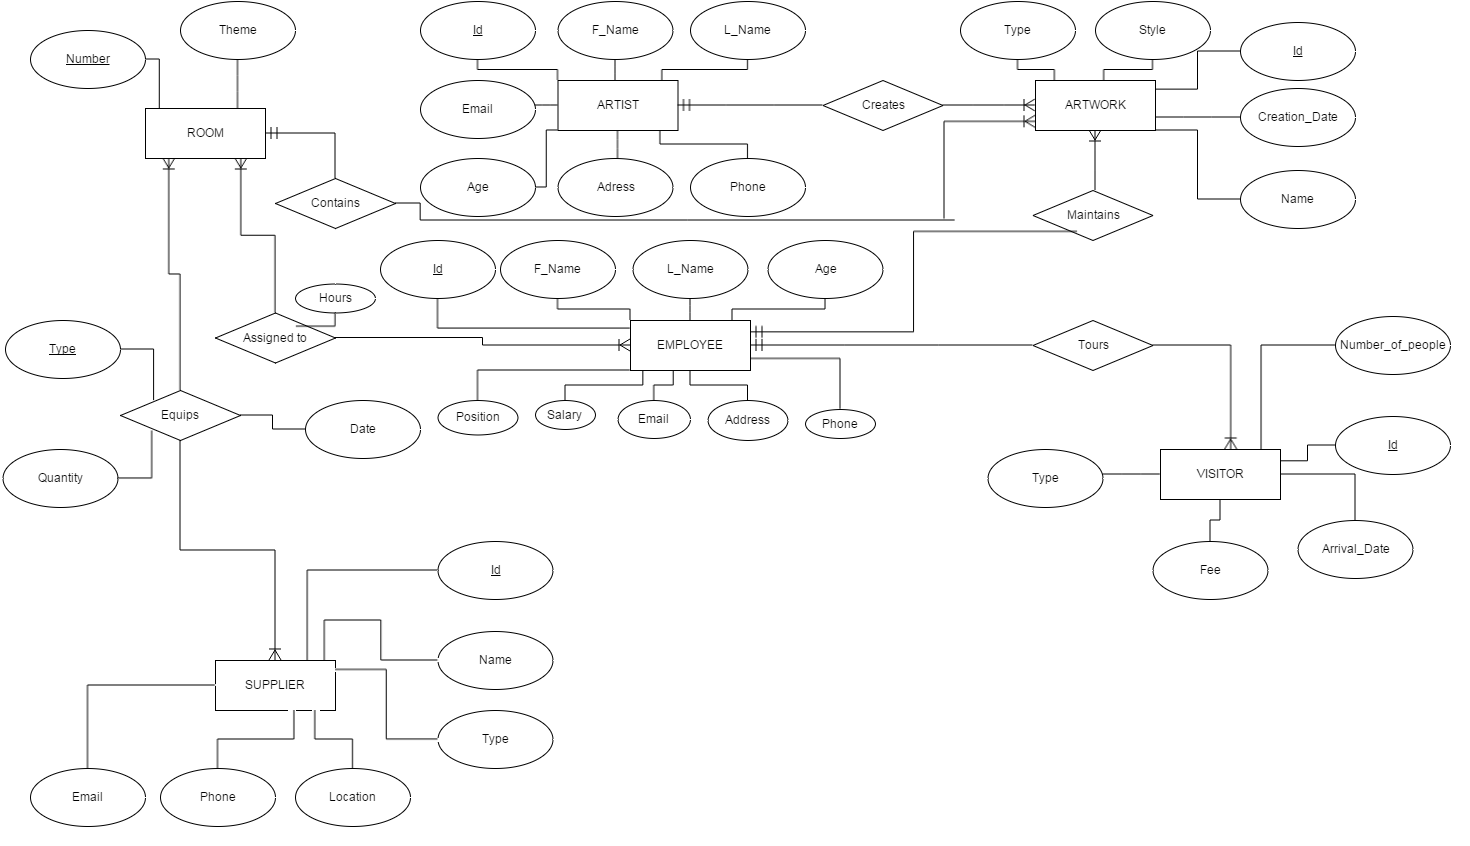 Theme
Id
F_Name
L_Name
Type
Style
Number
Id
ROOM
Email
ARTIST
Creates
ARTWORK
Creation_Date
Age
Adress
Phone
Name
Contains
Maintains
Id
F_Name
L_Name
Age
Hours
Assigned to
EMPLOYEE
Tours
Number_of_people
Type
Equips
Date
Position
Salary
Email
Address
Phone
Id
Quantity
Type
VISITOR
Arrival_Date
Fee
Id
Name
SUPPLIER
Type
Email
Phone
Location